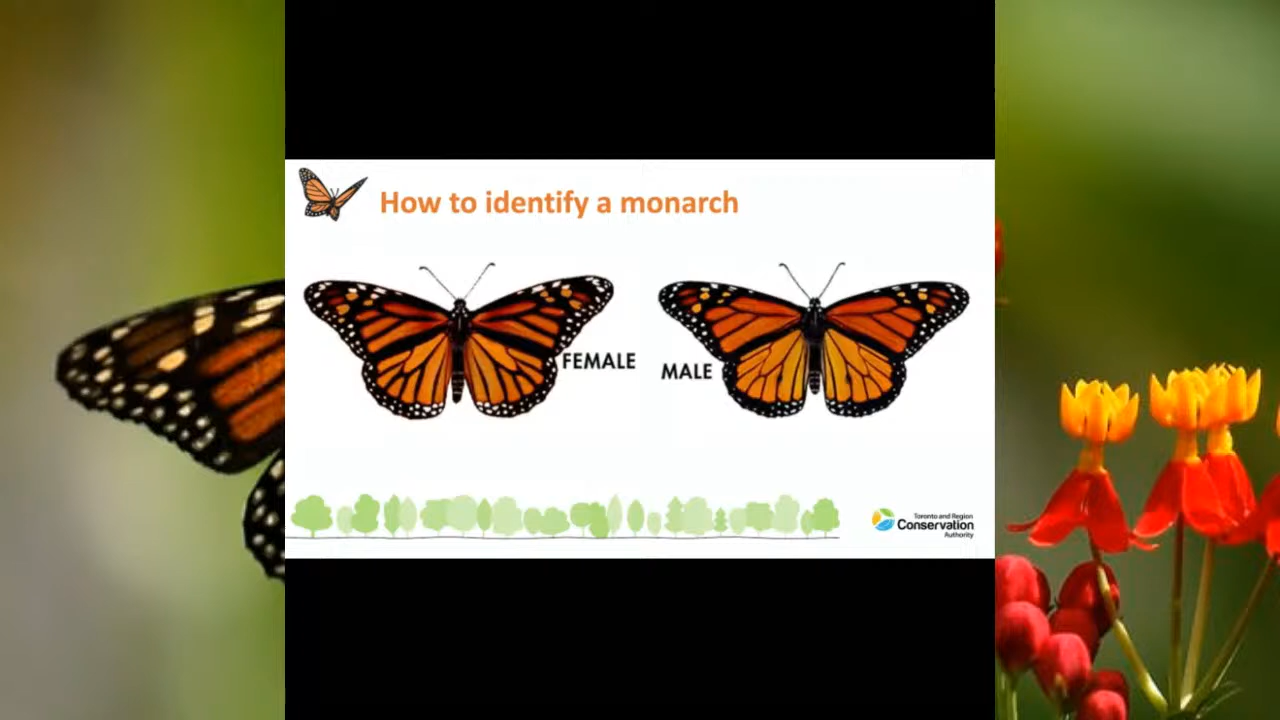 How to identify a monarch
FEMALE
MALE
Toronto and Region
Conservation
Authority